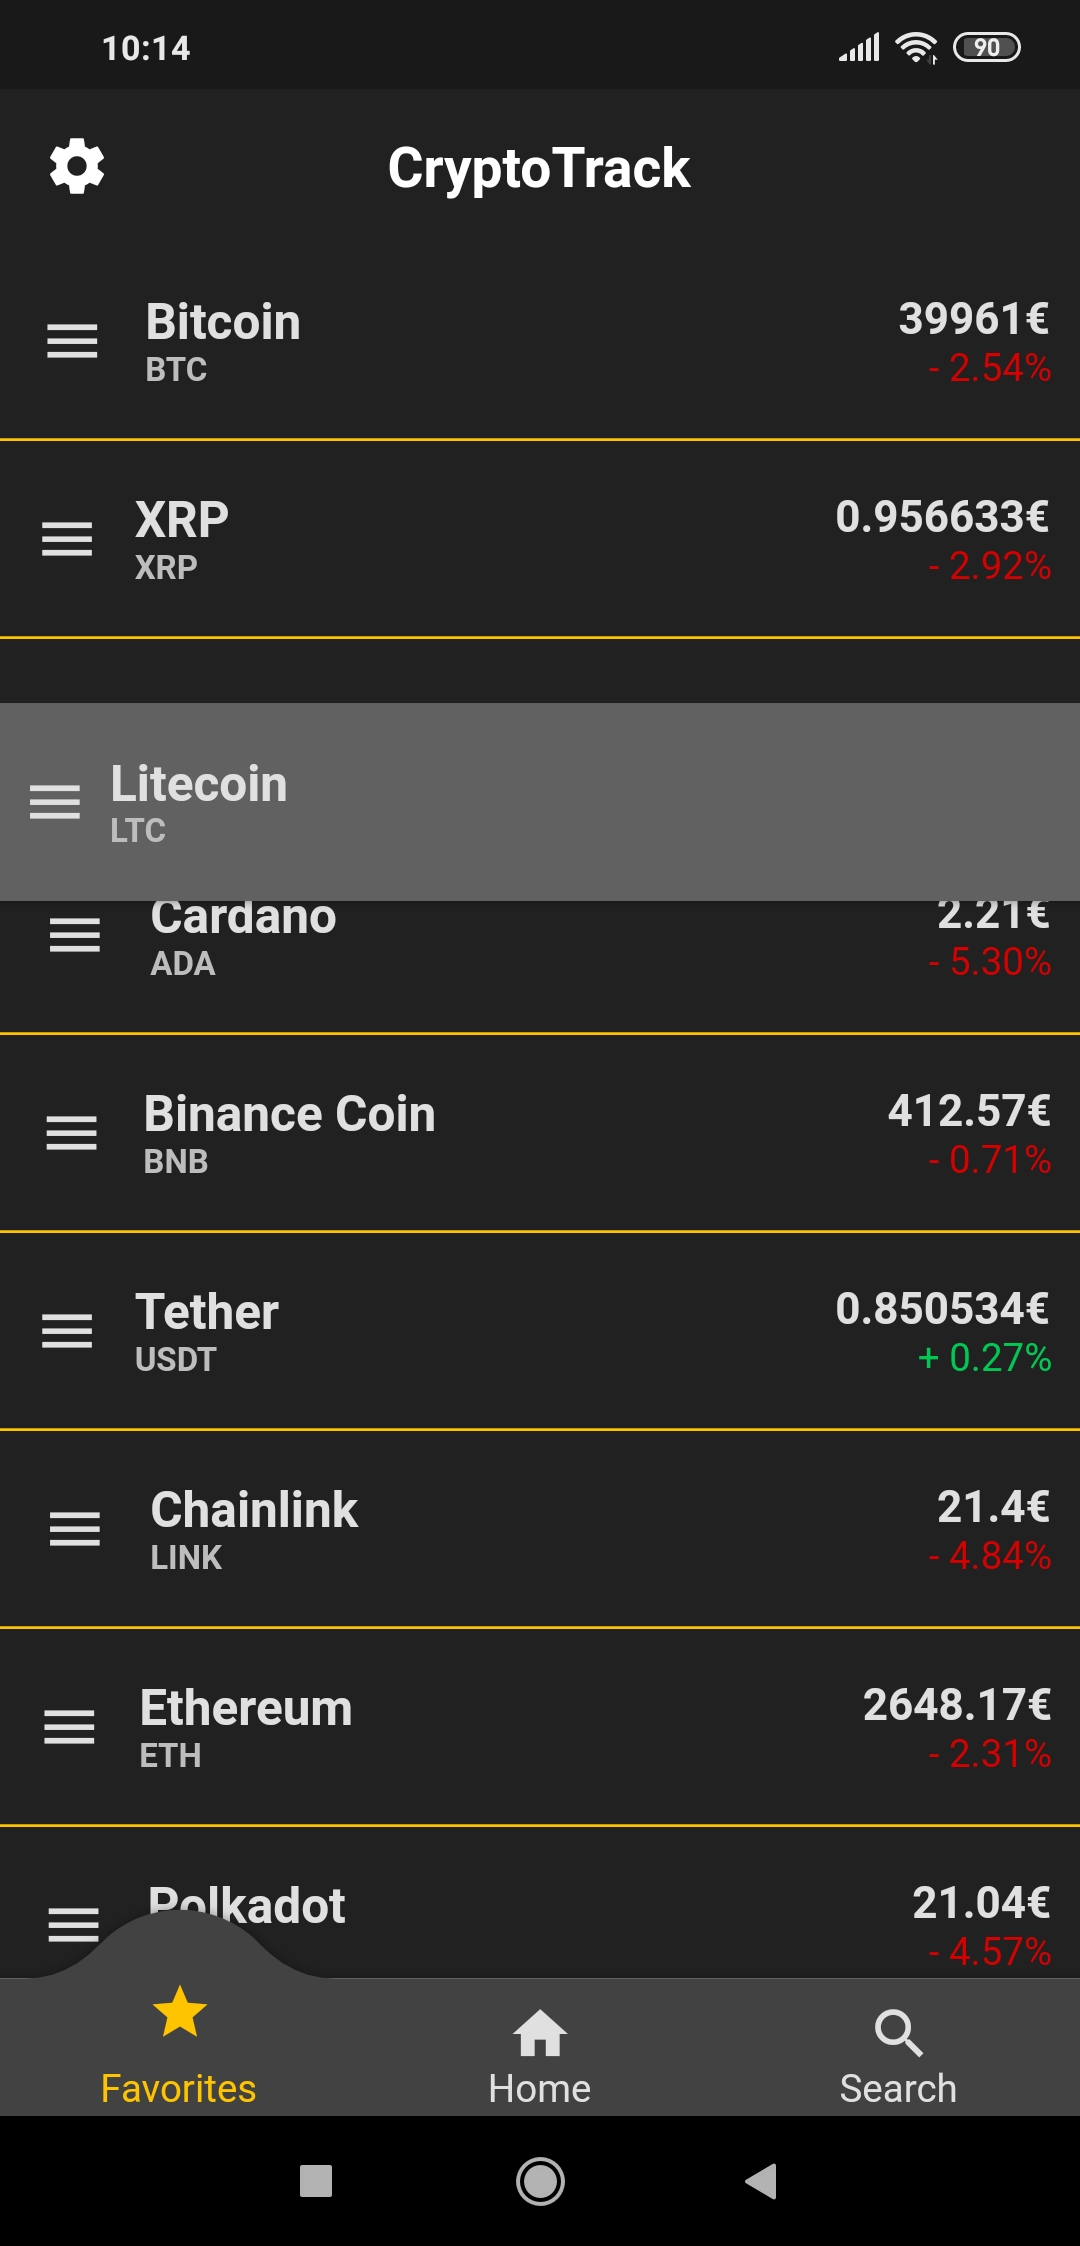 10:14
90
CryptoTrack
Bitcoin
39961€
BTC
- 2.54%
XRP
0.956633€
XRP
- 2.92%
Litecoin
LTC
Cardano
2.21€
ADA
- 5.30%
Binance Coin
412.57€
BNB
- 0.71%
Tether
0.850534€
USDT
+ 0.27%
Chainlink
21.4€
LINK
- 4.84%
Ethereum
2648.17€
ETH
- 2.31%
Polkadot
21.04€
- 4.57%
Favorites
Home
Search